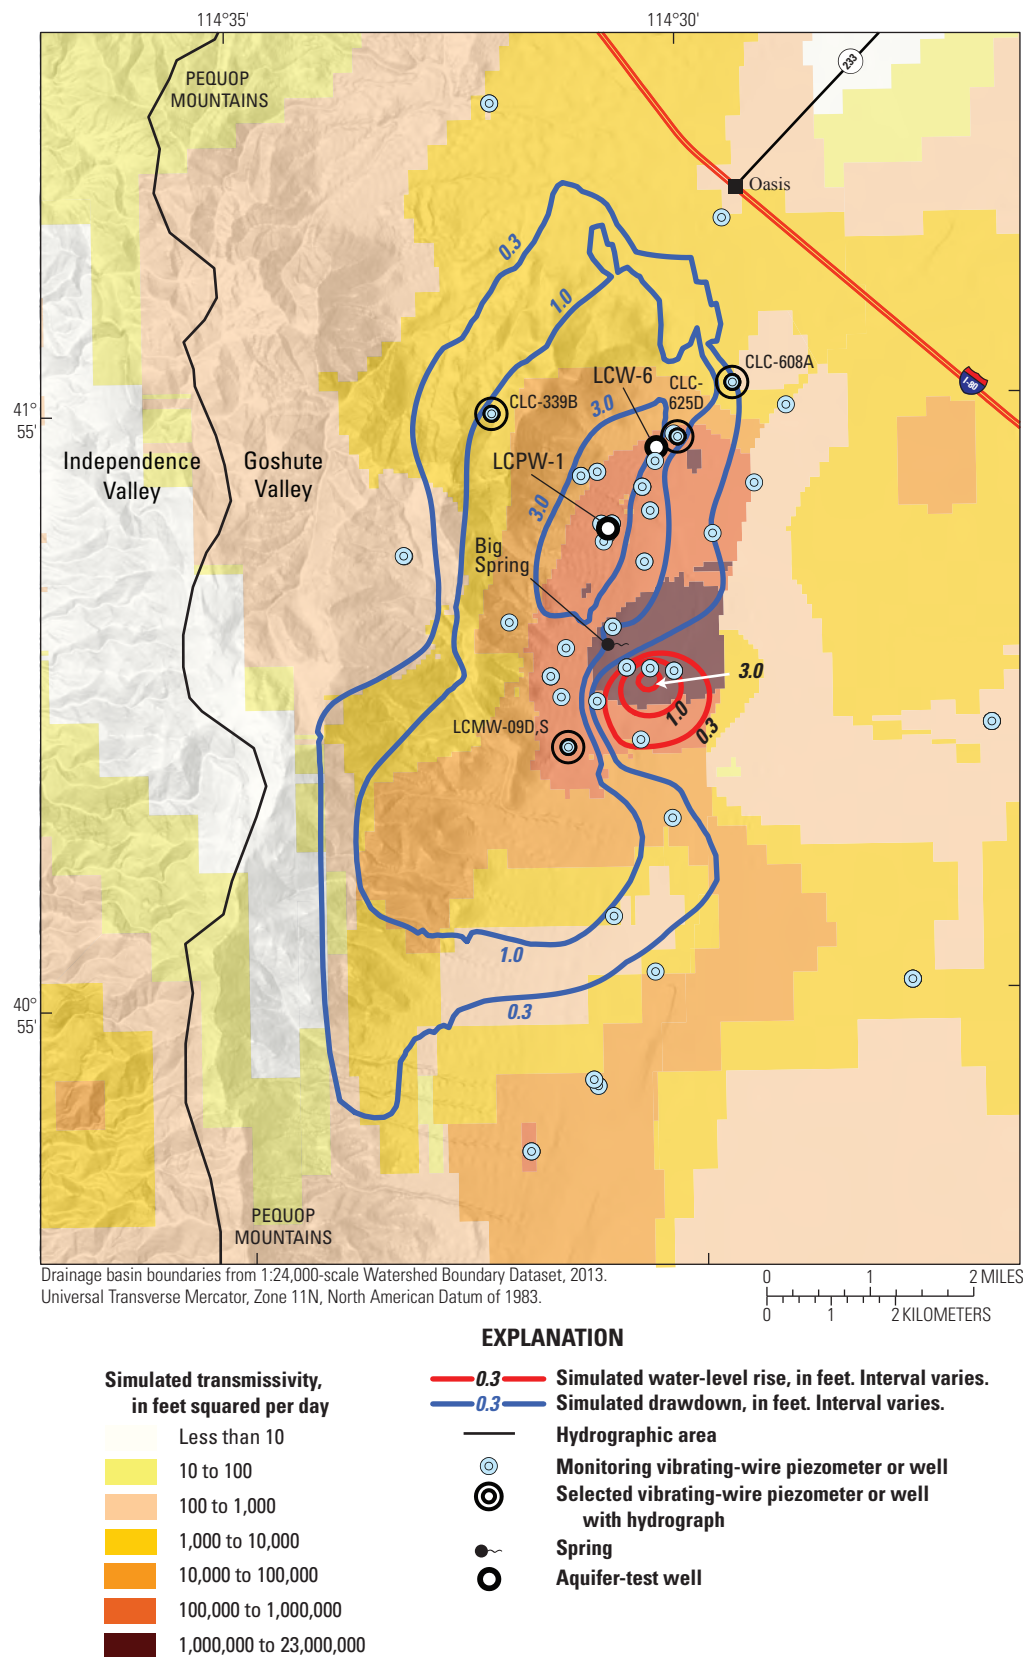 114°35'
114°30'
PEQUOP
MOUNTAINS
233
Oasis
0.3
1.0
I-80
CLC-608A
LCW-6
CLC-
625D
CLC-339B
3.0
41°
55'
Independence
Valley
Goshute
Valley
LCPW-1
3.0
Big
Spring
3.0
1.0
0.3
LCMW-09D,S
1.0
0.3
40°
55'
PEQUOP
MOUNTAINS
Drainage basin boundaries from 1:24,000-scale Watershed Boundary Dataset, 2013.
Universal Transverse Mercator, Zone 11N, North American Datum of 1983.
0 1 2 MILES
0 1 2 KILOMETERS
EXPLANATION
Simulated transmissivity,
in feet squared per day
Less than 10
10 to 100
100 to 1,000
1,000 to 10,000
10,000 to 100,000
100,000 to 1,000,000
1,000,000 to 23,000,000
0.3 Simulated water-level rise, in feet. Interval varies.
0.3 Simulated drawdown, in feet. Interval varies.
Hydrographic area
Monitoring vibrating-wire piezometer or well
Selected vibrating-wire piezometer or well
with hydrograph
Spring
Aquifer-test well